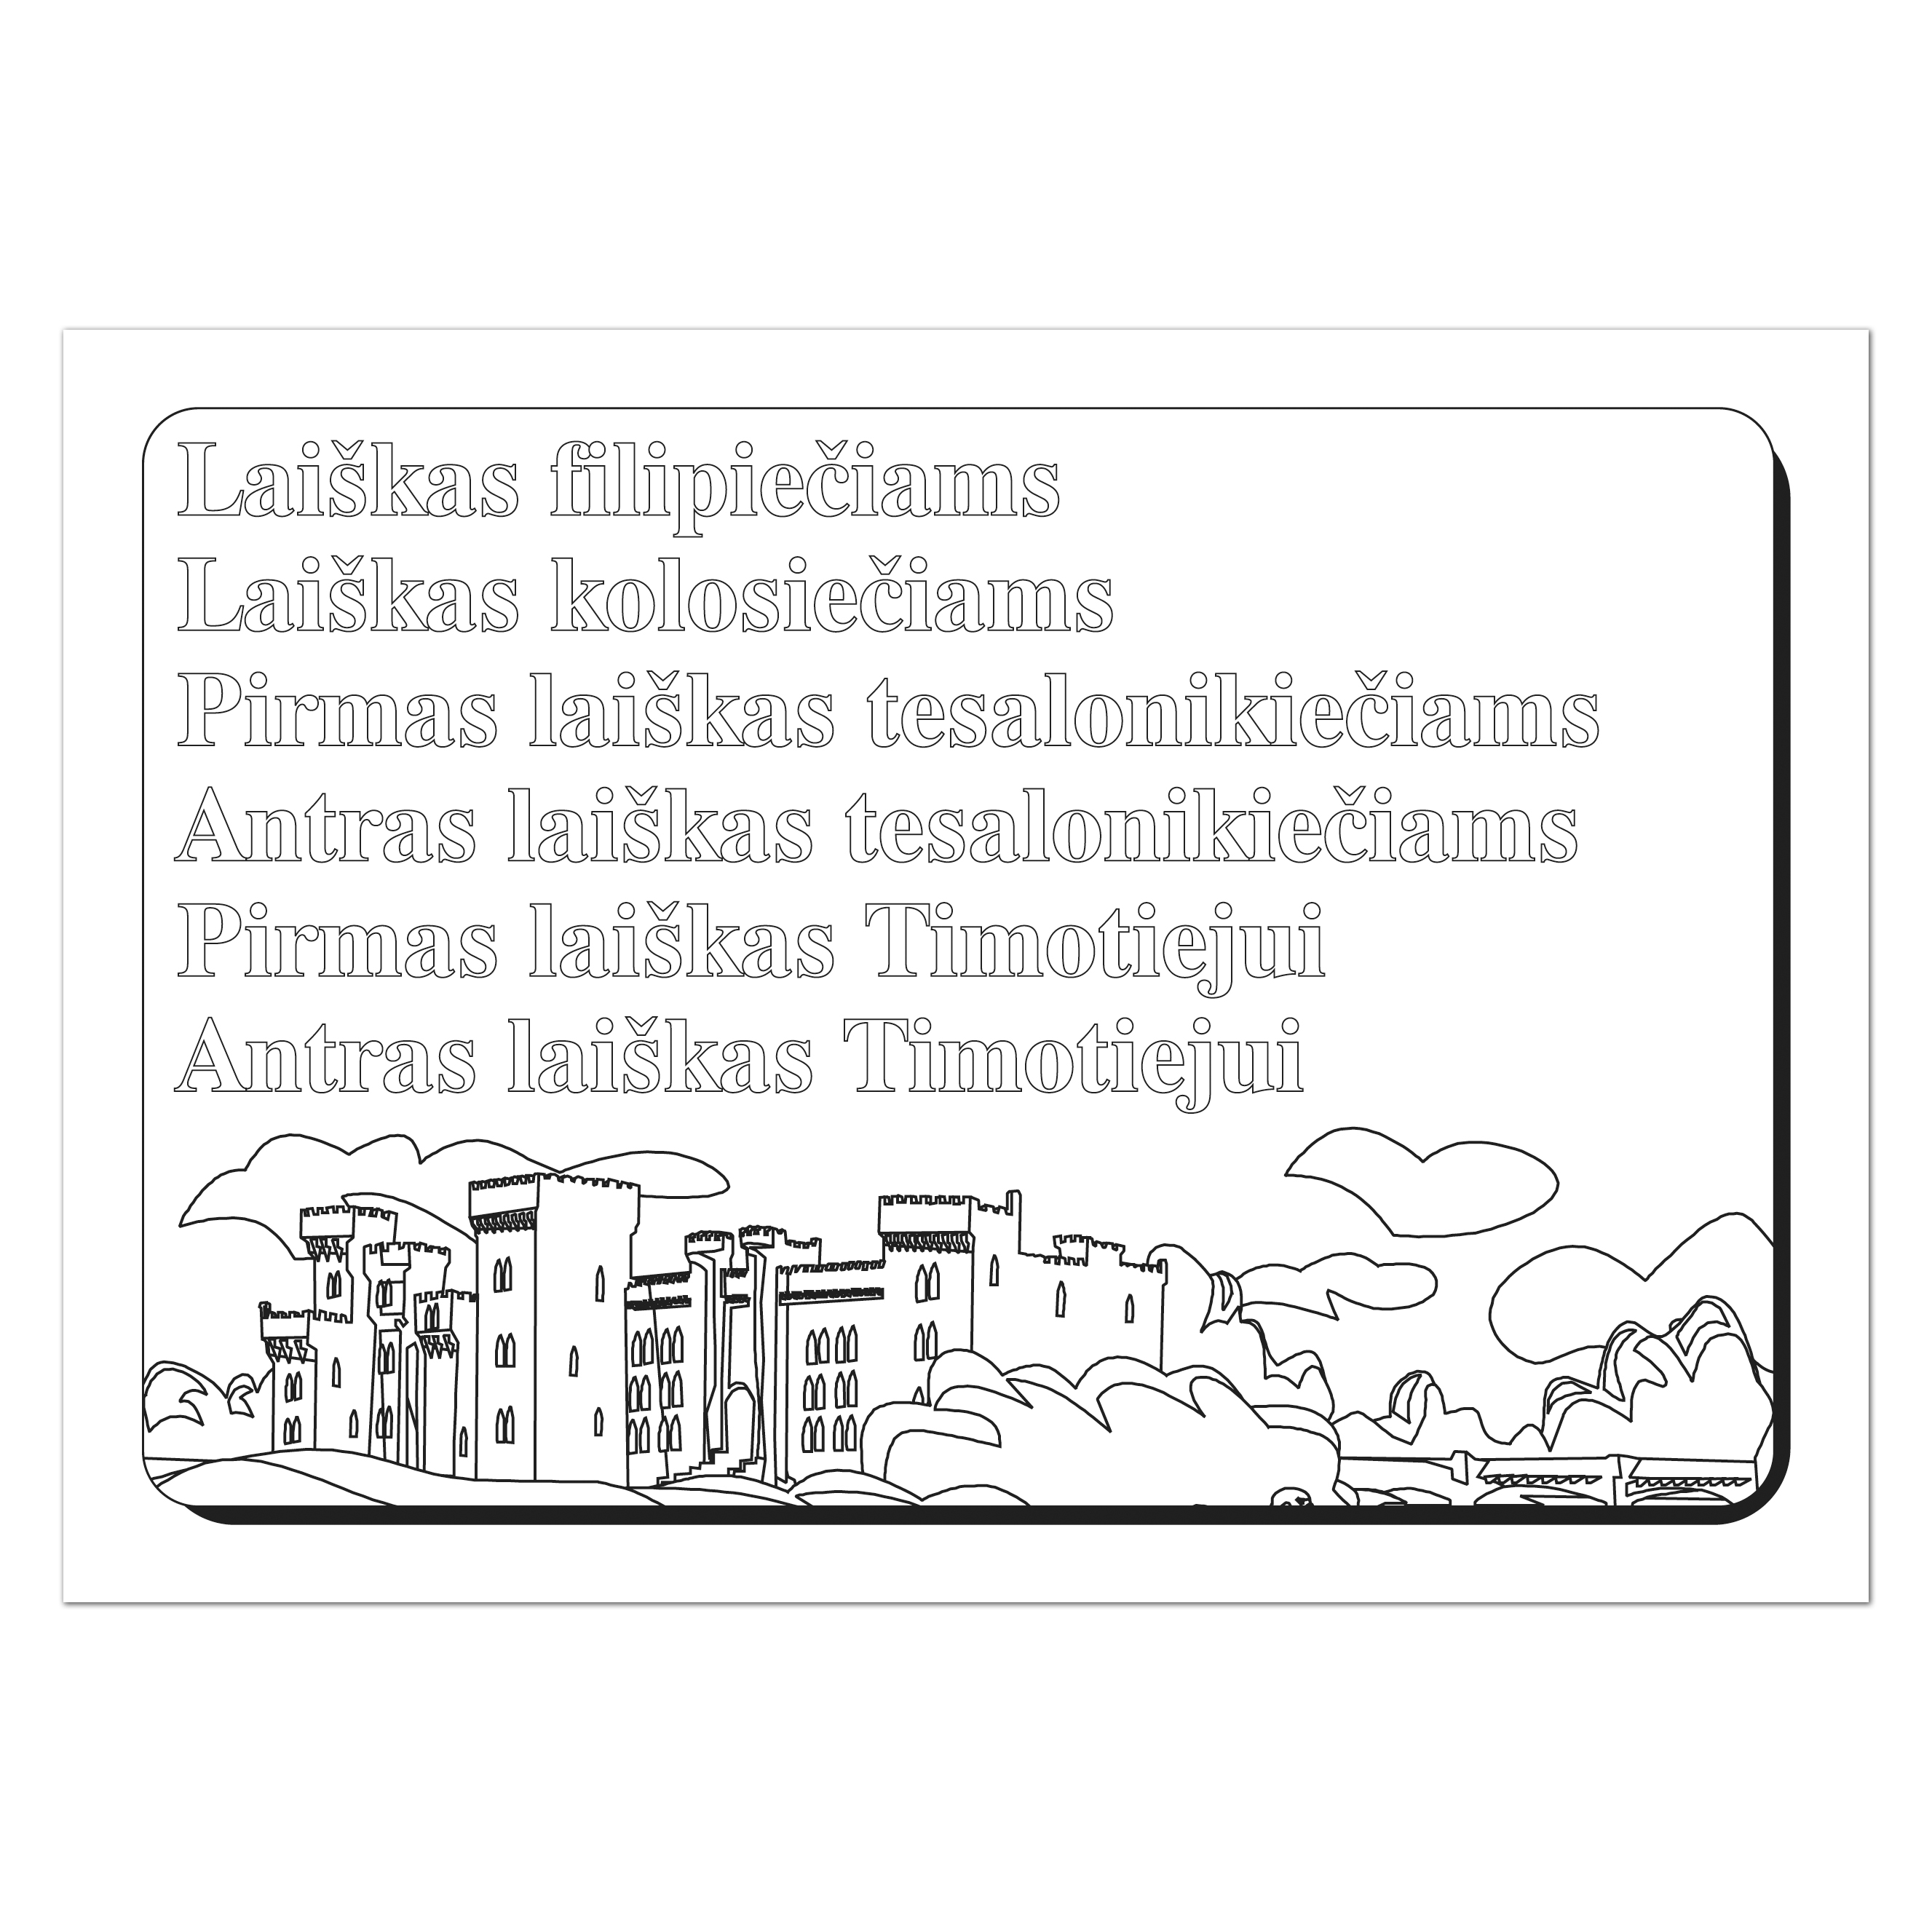 Laiškas filipiečiams
Laiškas kolosiečiams
Pirmas laiškas tesalonikiečiams
Antras laiškas tesalonikiečiams
Pirmas laiškas Timotiejui
Antras laiškas Timotiejui